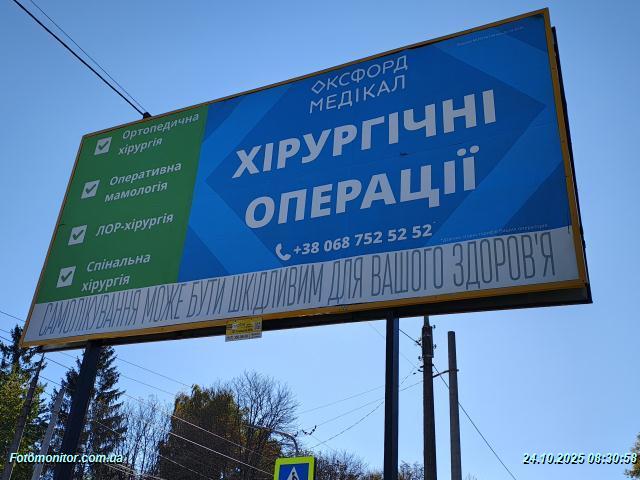 ОКСФОРД
МЕДІКАЛ
ХІРУРГІЧНІ
ОПЕРАЦІЇ
+38 068 752 52 52
Ортопедична
хірургія
Оперативна
мамологія
ЛОР-хірургія
Спінальна
хірургія
САМОЛІКУВАННЯ МОЖЕ БУТИ ШКІДЛИВИМ ДЛЯ ВАШОГО ЗДОРОВ'Я
Fotomonitor.com.ua
24.10.2025 08:30:58